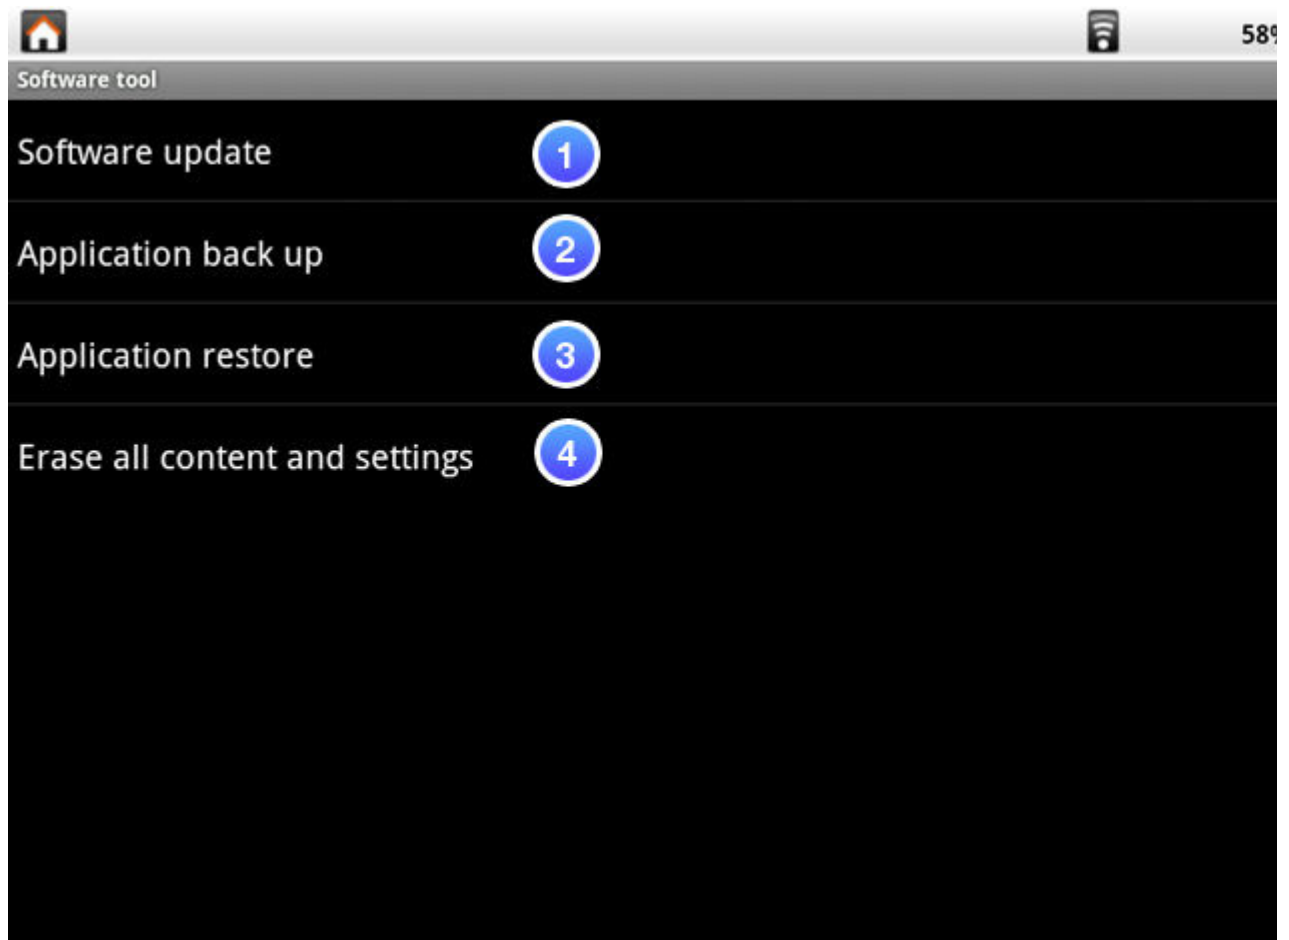 58%
Software tool
Software update
1
Application back up
2
Application restore
3
Erase all content and settings
4